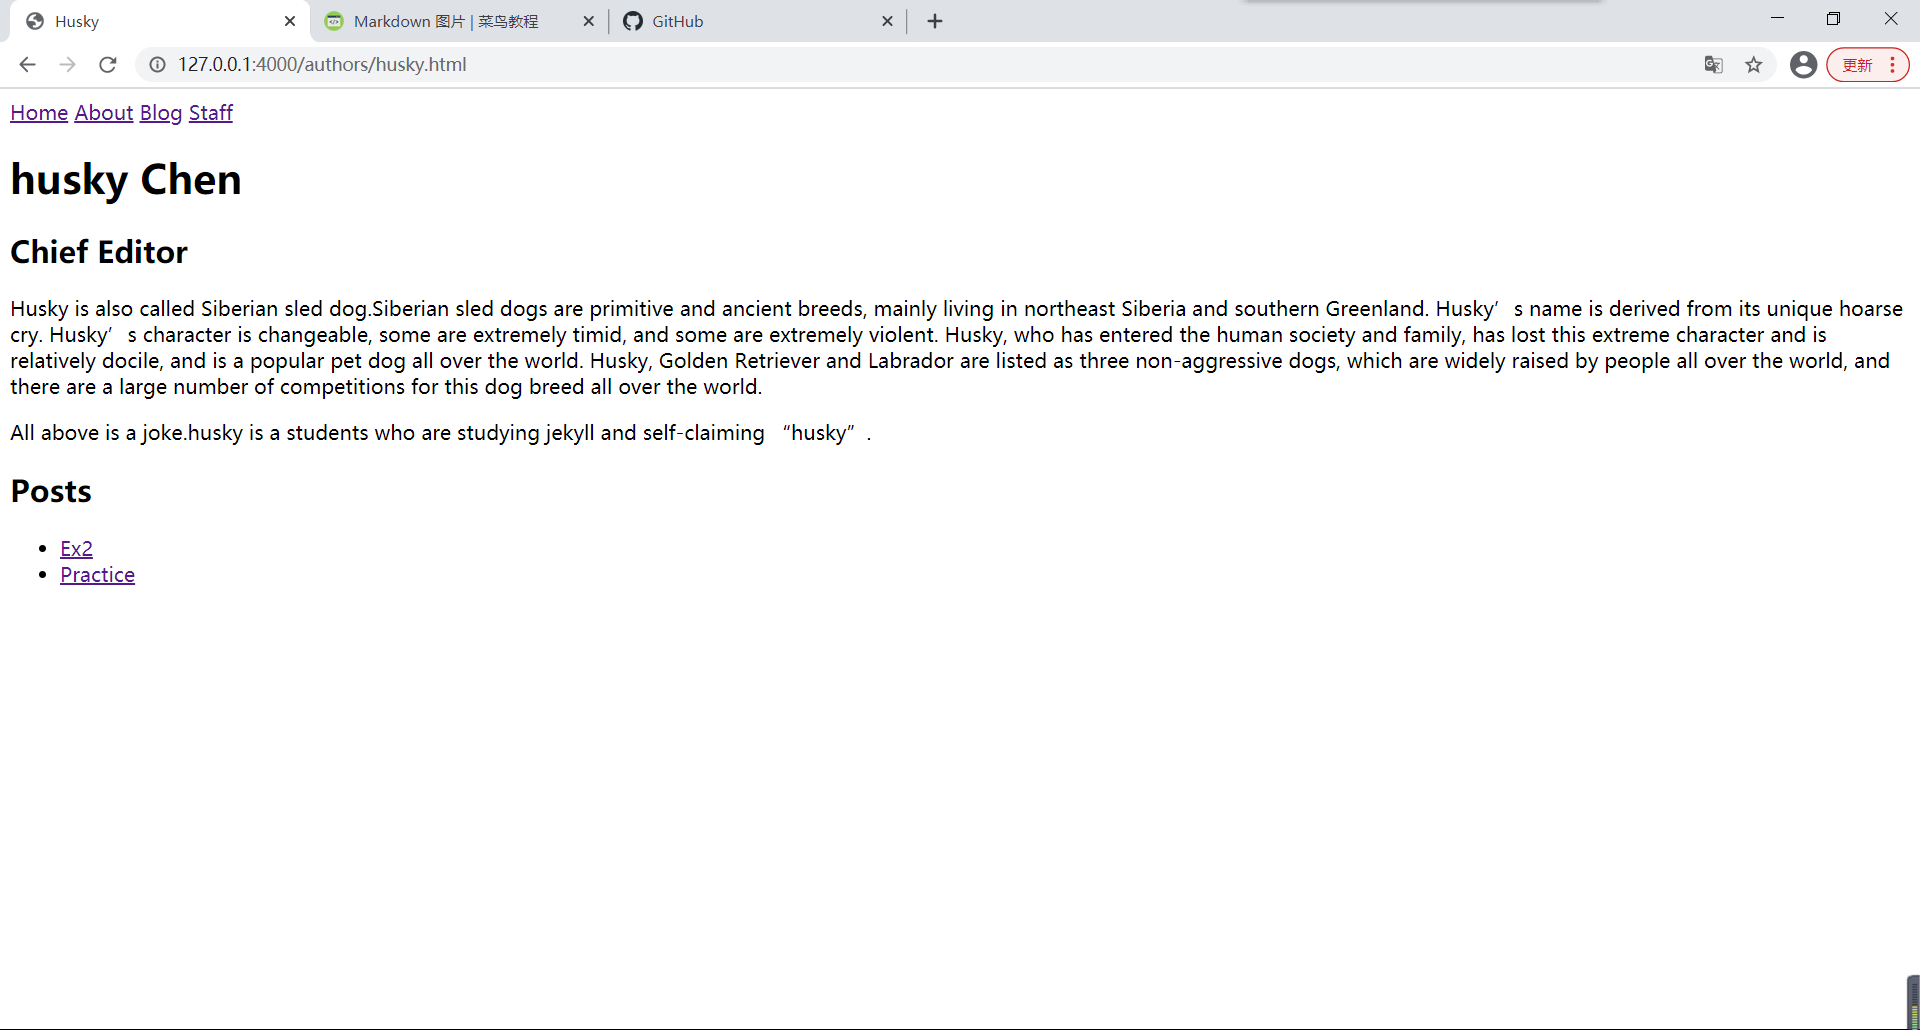 Husky
Markdown 图片 | 菜鸟教程
GitHub
127.0.0.1:4000/authors/husky.html
更新
Home About Blog Staff
husky Chen
Chief Editor
Husky is also called Siberian sled dog.Siberian sled dogs are primitive and ancient breeds, mainly living in northeast Siberia and southern Greenland. Husky’s name is derived from its unique hoarse
cry. Husky’s character is changeable, some are extremely timid, and some are extremely violent. Husky, who has entered the human society and family, has lost this extreme character and is
relatively docile, and is a popular pet dog all over the world. Husky, Golden Retriever and Labrador are listed as three non-aggressive dogs, which are widely raised by people all over the world, and
there are a large number of competitions for this dog breed all over the world.
All above is a joke.husky is a students who are studying jekyll and self-claiming “husky”.
Posts
Ex2
Practice